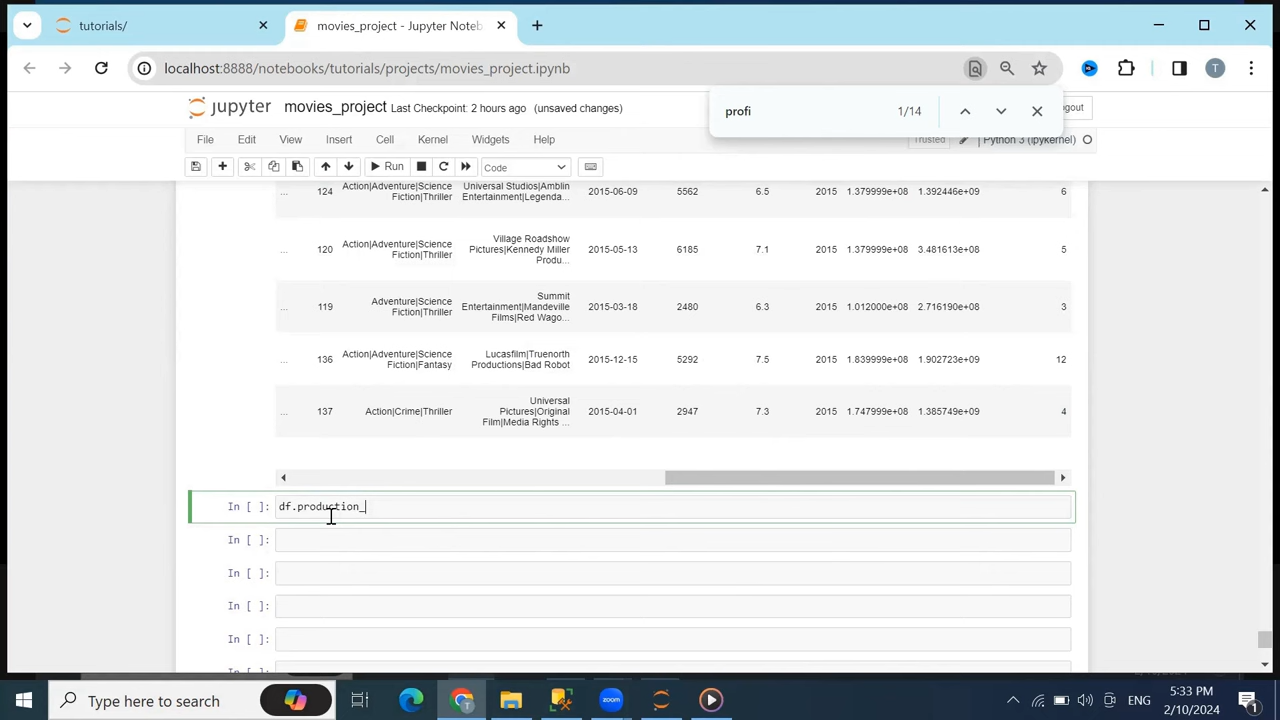 tutorials/
movies_project - Jupyter Noteb
localhost:8888/notebooks/tutorials/projects/movies_project.ipynb
T
profi
1/14
jupyter movies_project Last Checkpoint: 2 hours ago (unsaved changes)
ogout
File Edit View Insert Cell Kernel Widgets Help
Trusted
Python 3 (ipykernel)
Run
Code
... 124 Action|Adventure|Science Fiction|Thriller Universal Studios|Amblin Entertainment|Legenda... 2015-06-09 5562 6.5 2015 1.379999e+08 1.392446e+09 6
... 120 Action|Adventure|Science Fiction|Thriller Village Roadshow Pictures|Kennedy Miller Produ... 2015-05-13 6185 7.1 2015 1.379999e+08 3.481613e+08 5
... 119 Adventure|Science Fiction|Thriller Summit Entertainment|Mandeville Films|Red Wago... 2015-03-18 2480 6.3 2015 1.012000e+08 2.716190e+08 3
... 136 Action|Adventure|Science Fiction|Fantasy Lucasfilm|Truenorth Productions|Bad Robot 2015-12-15 5292 7.5 2015 1.839999e+08 1.902723e+09 12
... 137 Action|Crime|Thriller Universal Pictures|Original Film|Media Rights ... 2015-04-01 2947 7.3 2015 1.747999e+08 1.385749e+09 4
In [ ]: df.production_
In [ ]:
In [ ]:
In [ ]:
In [ ]:
In [ ]:
Type here to search
T
zoom
ENG
5:33 PM
2/10/2024
1